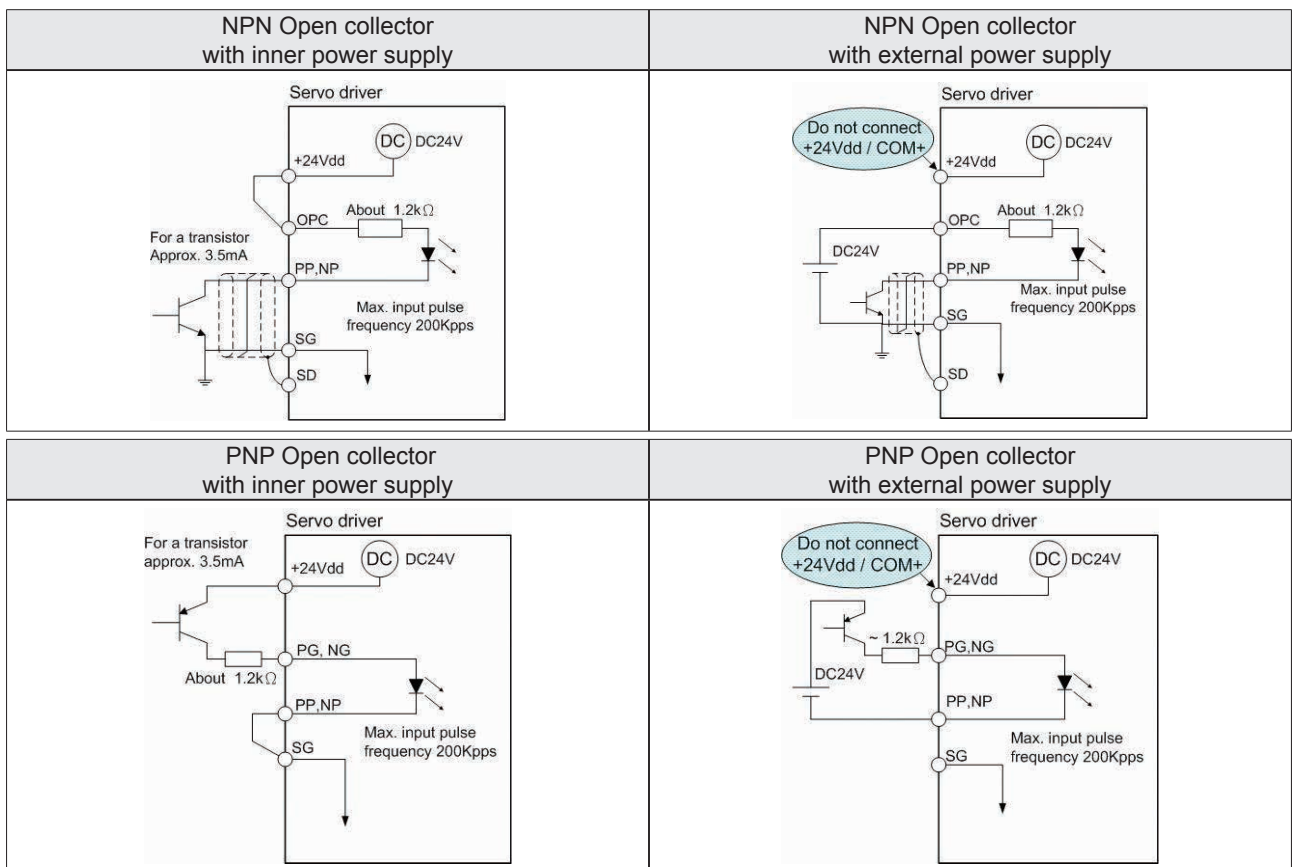 NPN Open collector
with inner power supply
NPN Open collector
with external power supply
Servo driver
DC
DC24V
+24Vdd
OPC
About 1.2kΩ
For a transistor
Approx. 3.5mA
PP,NP
Max. input pulse
frequency 200Kpps
SG
SD
Servo driver
Do not connect
+24Vdd / COM+
DC
DC24V
+24Vdd
OPC
About 1.2kΩ
DC24V
PP,NP
Max. input pulse
frequency 200Kpps
SG
SD
PNP Open collector
with inner power supply
PNP Open collector
with external power supply
Servo driver
For a transistor
approx. 3.5mA
+24Vdd
DC
DC24V
PG, NG
About 1.2kΩ
PP,NP
SG
Max. input pulse
frequency 200Kpps
Servo driver
Do not connect
+24Vdd / COM+
DC
DC24V
+24Vdd
~ 1.2kΩ
PG,NG
DC24V
PP,NP
Max. input pulse
frequency 200Kpps
SG